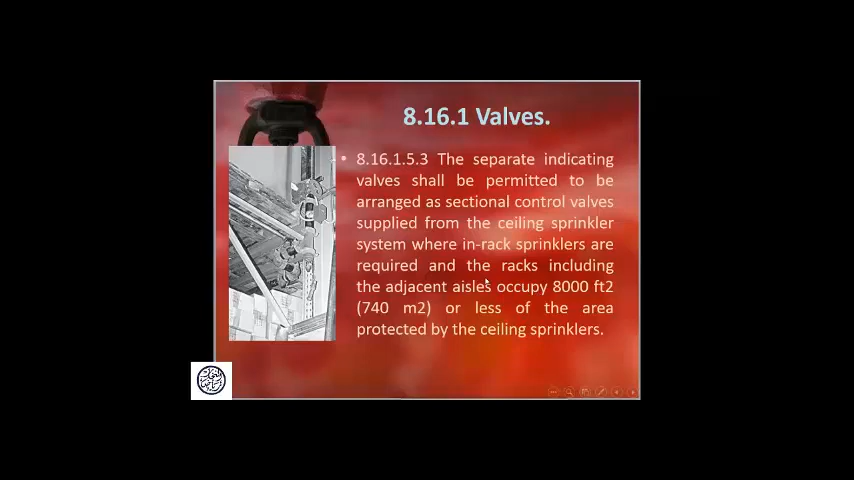 8.16.1 Valves.
• 8.16.1.5.3 The separate indicating
valves shall be permitted to be
arranged as sectional control valves
supplied from the ceiling sprinkler
system where in-rack sprinklers are
required and the racks including
the adjacent aisles occupy 8000 ft2
(740 m2) or less of the area
protected by the ceiling sprinklers.